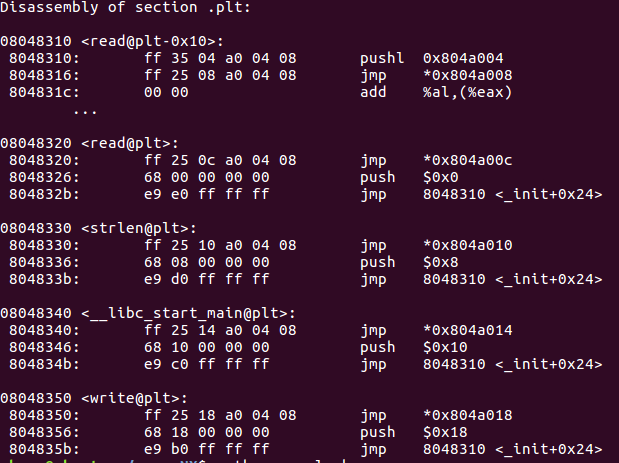 Disassembly of section .plt:

08048310 <read@plt-0x10>:
 8048310:       ff 35 04 a0 04 08       pushl  0x804a004
 8048316:       ff 25 08 a0 04 08       jmp    *0x804a008
 804831c:       00 00                   add    %al,(%eax)
        ...

08048320 <read@plt>:
 8048320:       ff 25 0c a0 04 08       jmp    *0x804a00c
 8048326:       68 00 00 00 00          push   $0x0
 804832b:       e9 e0 ff ff ff          jmp    8048310 <_init+0x24>

08048330 <strlen@plt>:
 8048330:       ff 25 10 a0 04 08       jmp    *0x804a010
 8048336:       68 08 00 00 00          push   $0x8
 804833b:       e9 d0 ff ff ff          jmp    8048310 <_init+0x24>

08048340 <__libc_start_main@plt>:
 8048340:       ff 25 14 a0 04 08       jmp    *0x804a014
 8048346:       68 10 00 00 00          push   $0x10
 804834b:       e9 c0 ff ff ff          jmp    8048310 <_init+0x24>

08048350 <write@plt>:
 8048350:       ff 25 18 a0 04 08       jmp    *0x804a018
 8048356:       68 18 00 00 00          push   $0x18
 804835b:       e9 b0 ff ff ff          jmp    8048310 <_init+0x24>